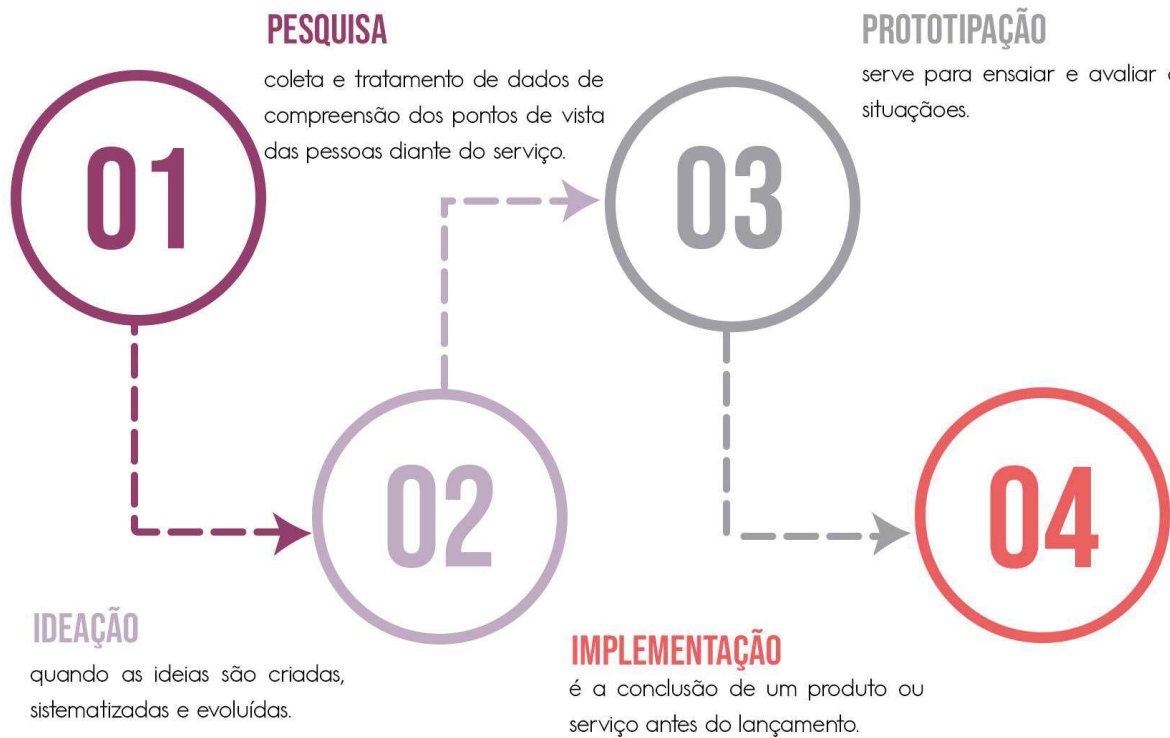 PESQUISA
coleta e tratamento de dados de
compreensão dos pontos de vista
das pessoas diante do serviço.
01
IDEAÇÃO
quando as ideias são criadas,
sistematizadas e evoluídas.
02
PROTOTIPAÇÃO
serve para ensaiar e avaliar
situaçãoes.
03
IMPLEMENTAÇÃO
é a conclusão de um produto ou
serviço antes do lançamento.
04